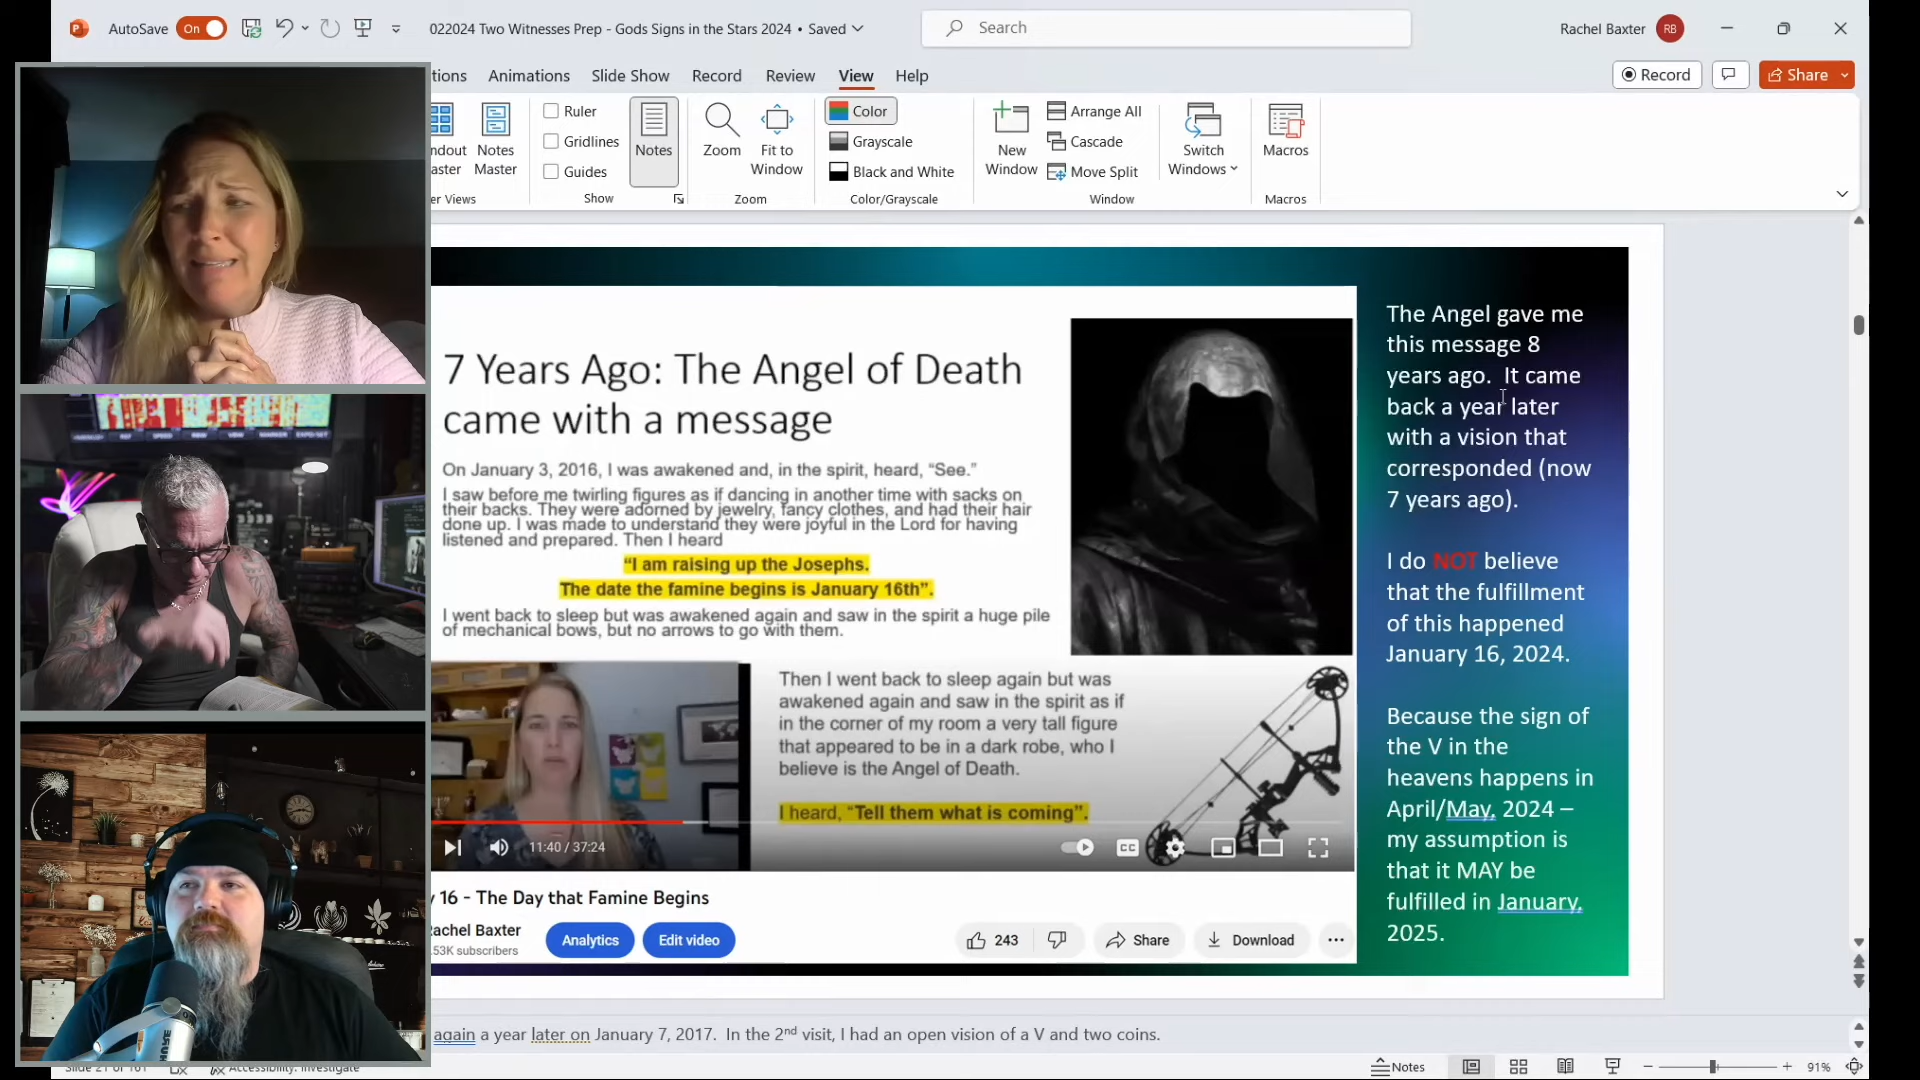 AutoSave
On
022024 Two Witnesses Prep - Gods Signs in the Stars 2024 • Saved
Search
Rachel Baxter
RB
tions
Animations
Slide Show
Record
Review
View
Help
Record
Share
ndout
aster
Notes
Master
er Views
Ruler
Gridlines
Guides
Show
Notes
Zoom
Fit to
Window
Zoom
Color
Grayscale
Black and White
Color/Grayscale
New
Window
Arrange All
Cascade
Move Split
Window
Switch
Windows
Macros
Macros
7 Years Ago: The Angel of Death
came with a message
On January 3, 2016, I was awakened and, in the spirit, heard, “See.”
I saw before me twirling figures as if dancing in another time with sacks on
their backs. They were adorned by jewelry, fancy clothes, and had their hair
done up. I was made to understand they were joyful in the Lord for having
listened and prepared. Then I heard
“I am raising up the Josephs.
The date the famine begins is January 16th”.
I went back to sleep but was awakened again and saw in the spirit a huge pile
of mechanical bows, but no arrows to go with them.
Then I went back to sleep again but was
awakened again and saw in the spirit as if
in the corner of my room a very tall figure
that appeared to be in a dark robe, who I
believe is the Angel of Death.
I heard, “Tell them what is coming”.
11:40 / 37:24
CC
16 - The Day that Famine Begins
Rachel Baxter
.53K subscribers
Analytics
Edit video
243
Share
Download
The Angel gave me
this message 8
years ago. It came
back a year later
with a vision that
corresponded (now
7 years ago).
I do NOT believe
that the fulfillment
of this happened
January 16, 2024.
Because the sign of
the V in the
heavens happens in
April/May, 2024 –
my assumption is
that it MAY be
fulfilled in January,
2025.
again a year later on January 7, 2017. In the 2nd visit, I had an open vision of a V and two coins.
Slide 21 of 161
Accessibility: Investigate
Notes
91%